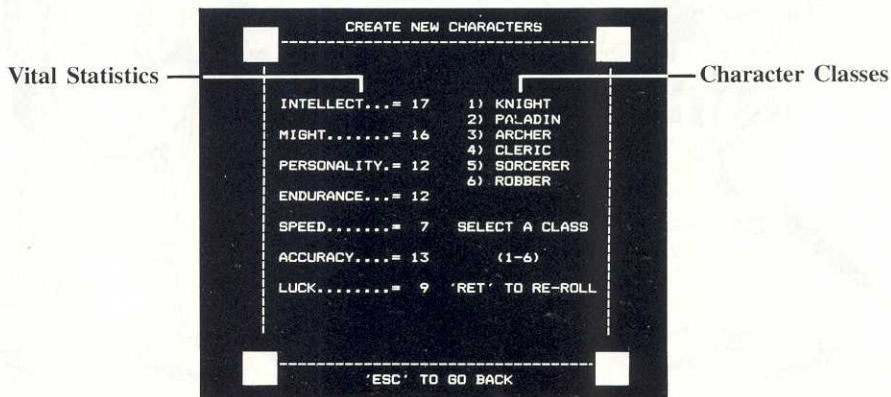 CREATE NEW CHARACTERS
Vital Statistics
Character Classes
INTELLECT...= 17
MIGHT.......= 16
PERSONALITY.= 12
ENDURANCE...= 12
SPEED.......= 7
ACCURACY....= 13
LUCK........= 9
1) KNIGHT
2) PALADIN
3) ARCHER
4) CLERIC
5) SORCERER
6) ROBBER
SELECT A CLASS
(1-6)
'RET' TO RE-ROLL
'ESC' TO GO BACK